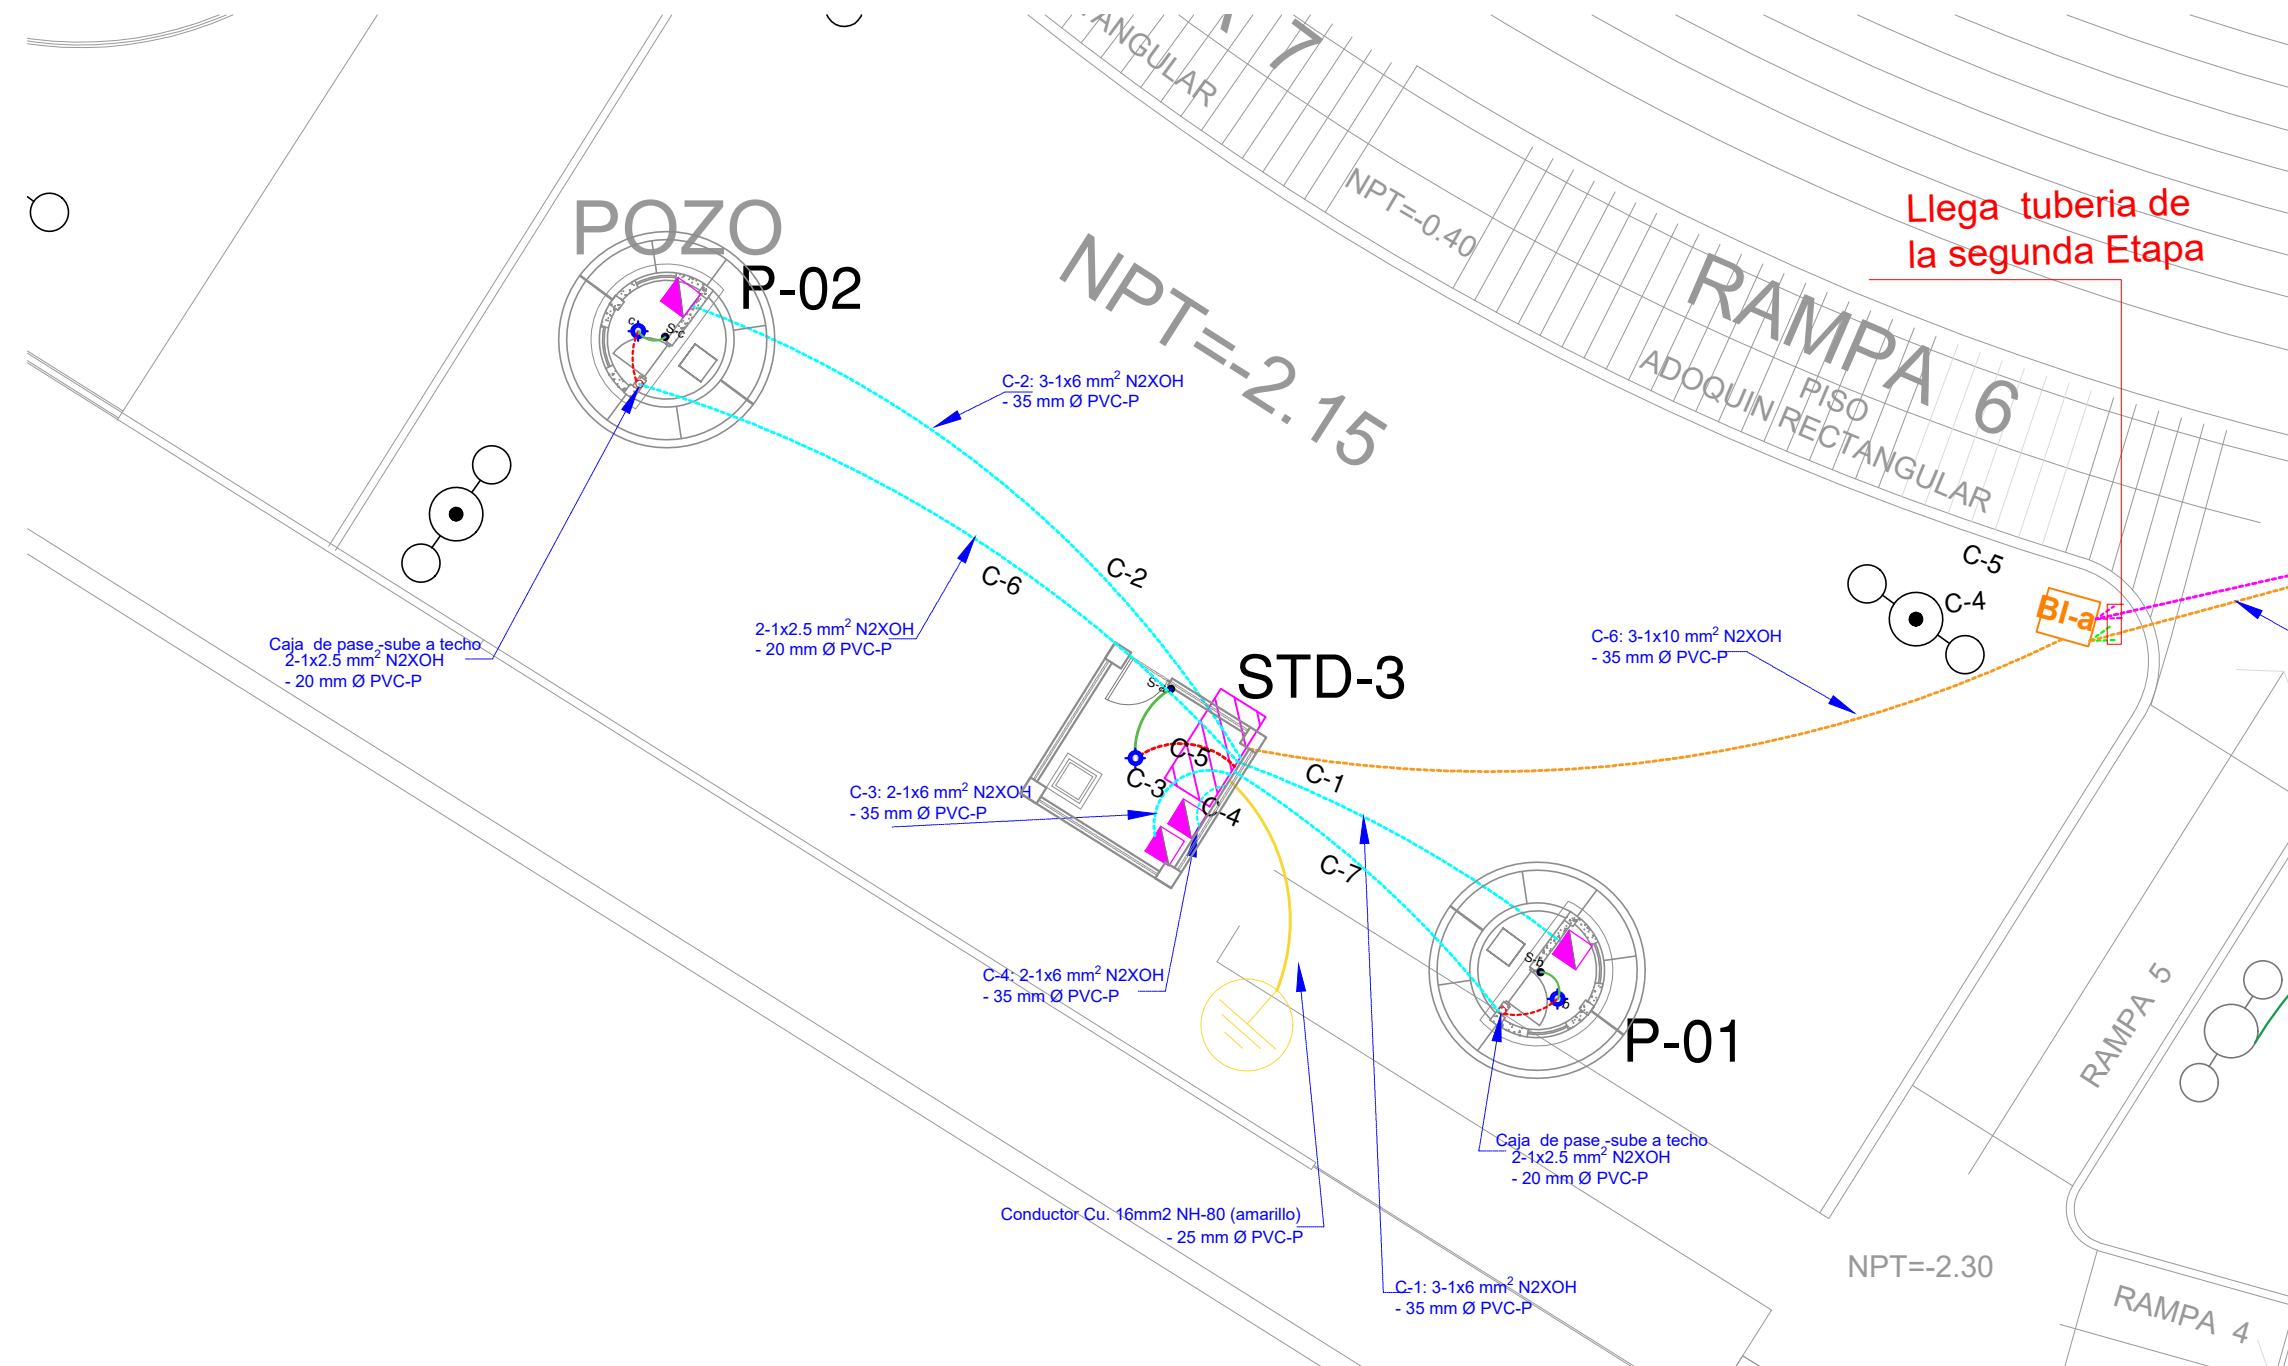 ANGULAR
7
NPT=-0.40
Llega tuberia de
la segunda Etapa
POZO
P-02
c
S-c
NPT=-2.15
RAMPA 6
PISO
ADOQUIN RECTANGULAR
C-2: 3-1x6 mm² N2XOH
- 35 mm Ø PVC-P
C-2
C-6
C-5
C-4
BI-a
2-1x2.5 mm² N2XOH
- 20 mm Ø PVC-P
Caja de pase -sube a techo
2-1x2.5 mm² N2XOH
- 20 mm Ø PVC-P
C-6: 3-1x10 mm² N2XOH
- 35 mm Ø PVC-P
STD-3
C-5
C-3
C-4
C-1
C-7
C-3: 2-1x6 mm² N2XOH
- 35 mm Ø PVC-P
C-4: 2-1x6 mm² N2XOH
- 35 mm Ø PVC-P
S-b
b
P-01
RAMPA 5
Caja de pase -sube a techo
2-1x2.5 mm² N2XOH
- 20 mm Ø PVC-P
Conductor Cu. 16mm2 NH-80 (amarillo)
- 25 mm Ø PVC-P
C-1: 3-1x6 mm² N2XOH
- 35 mm Ø PVC-P
NPT=-2.30
RAMPA 4